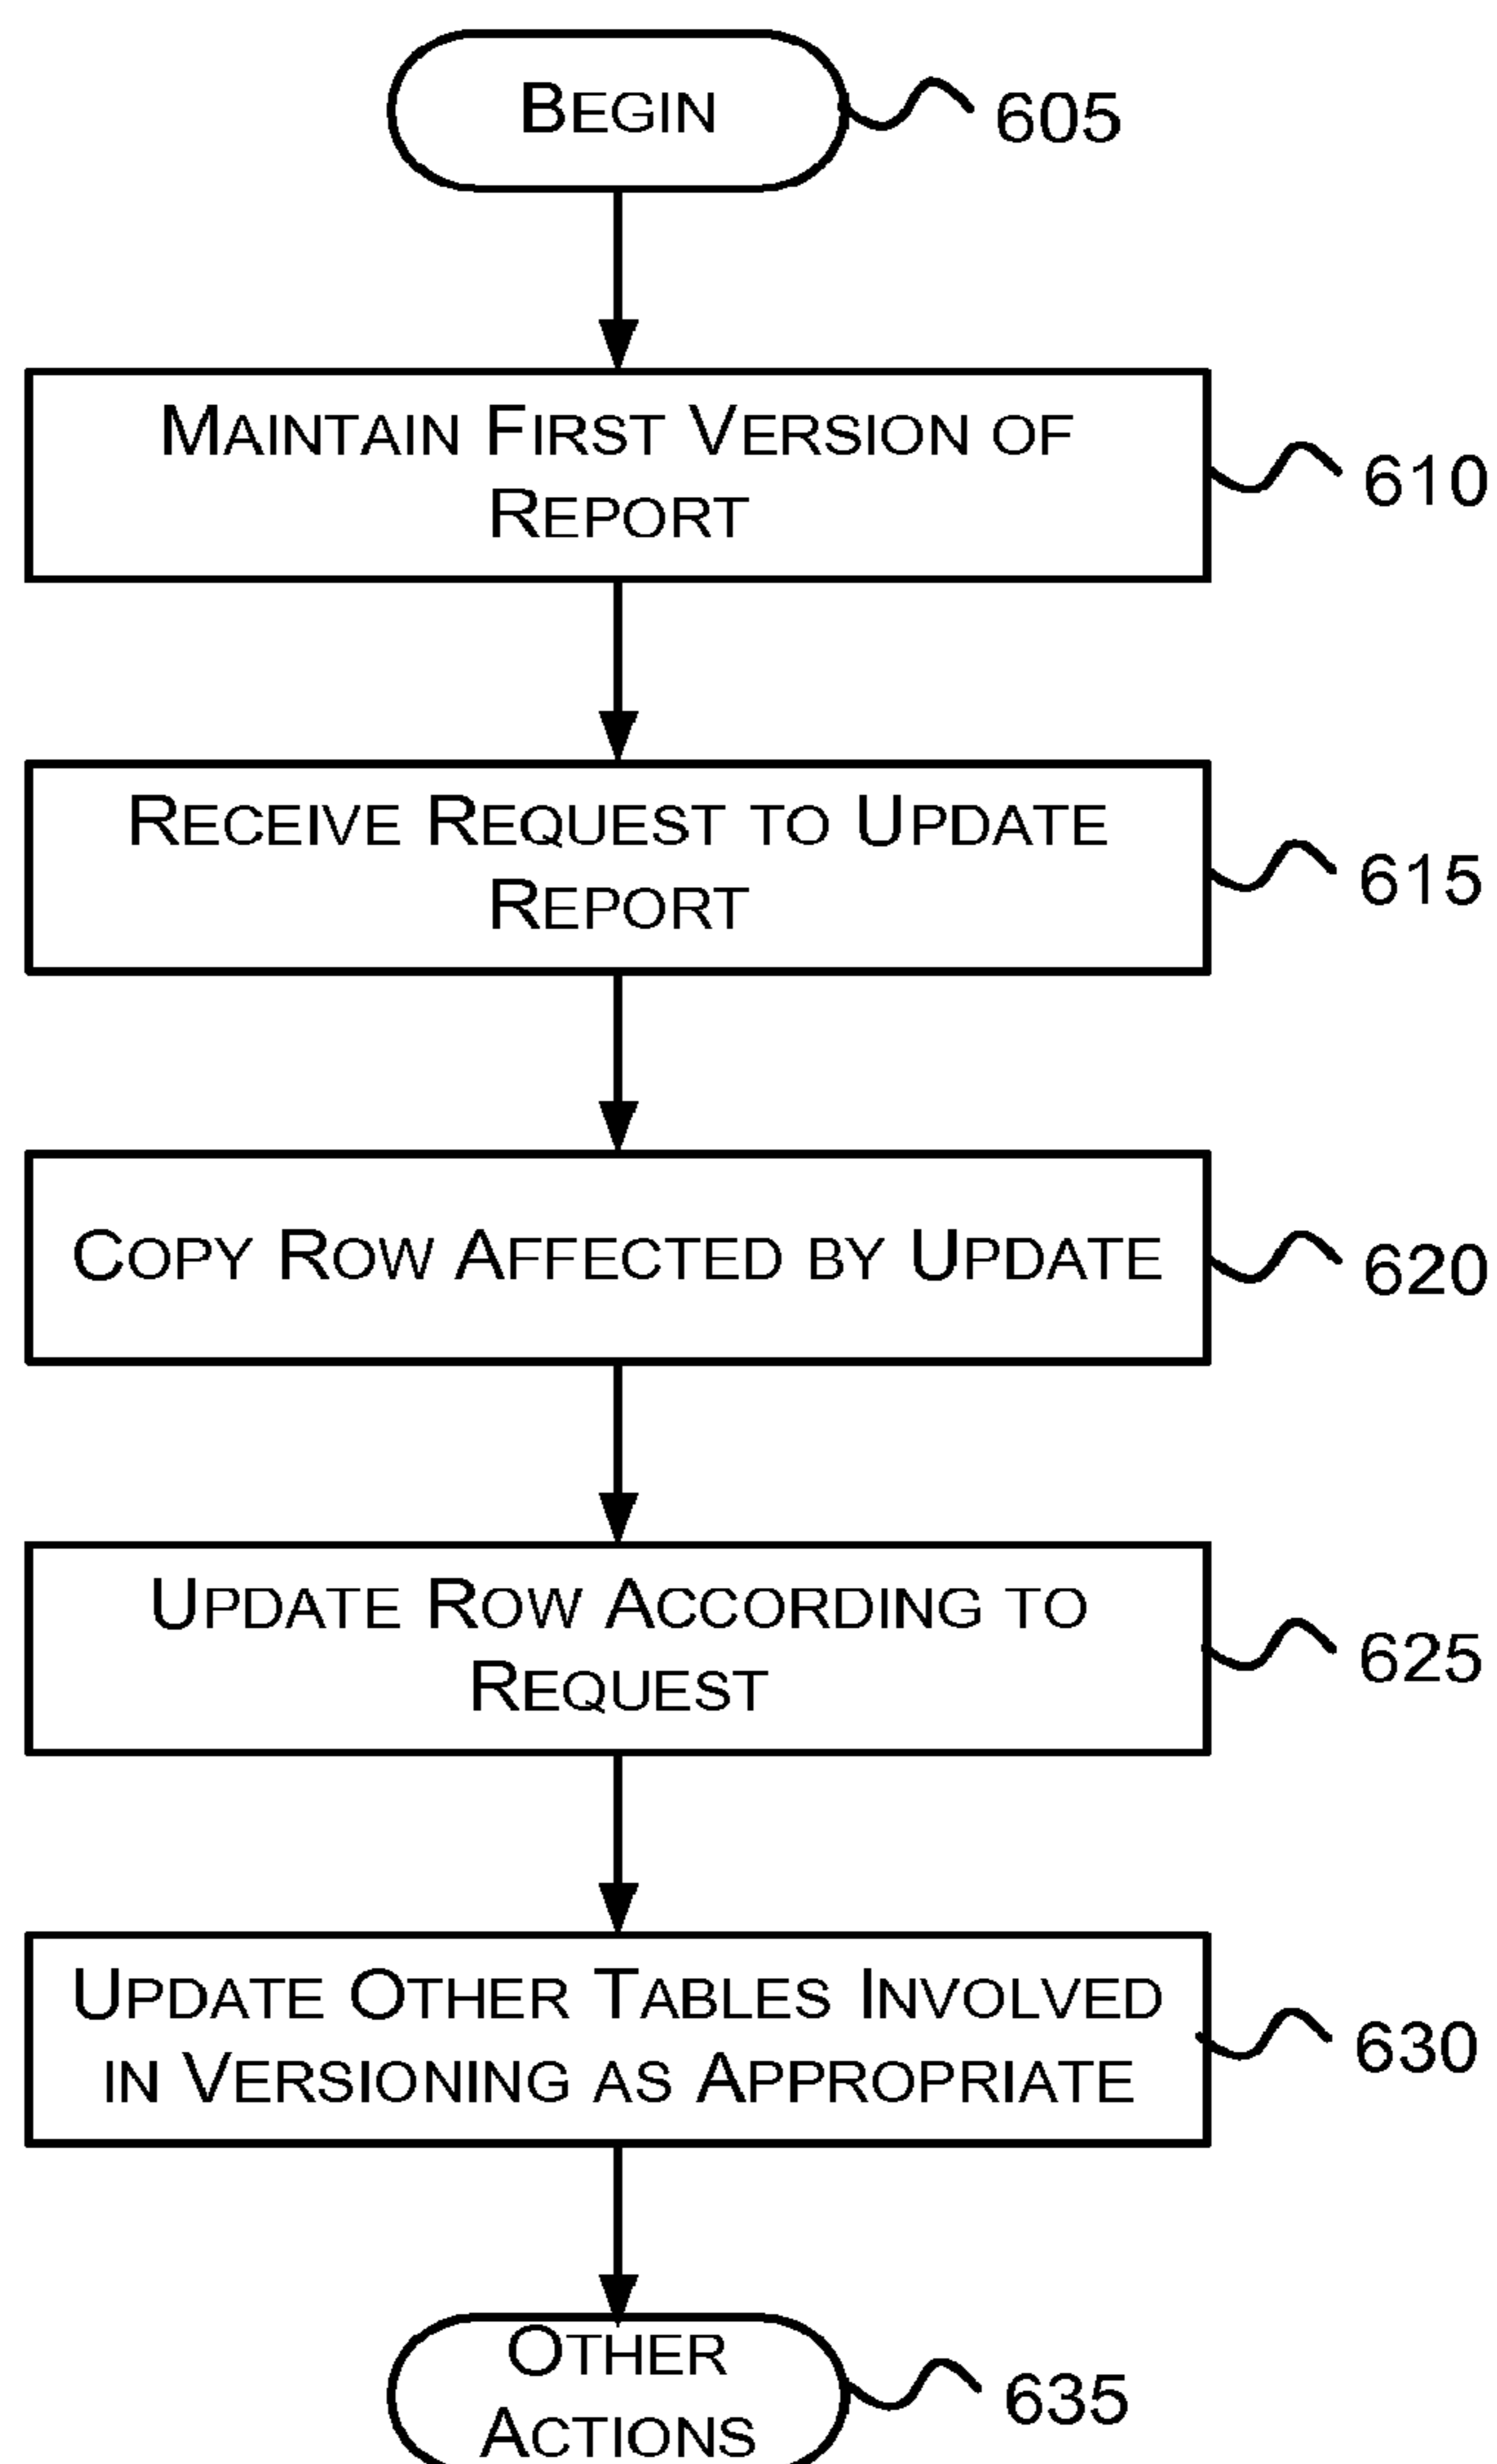 BEGIN
605
MAINTAIN FIRST VERSION OF
REPORT
610
RECEIVE REQUEST TO UPDATE
REPORT
615
COPY ROW AFFECTED BY UPDATE
620
UPDATE ROW ACCORDING TO
REQUEST
625
UPDATE OTHER TABLES INVOLVED
IN VERSIONING AS APPROPRIATE
630
OTHER
ACTIONS
635